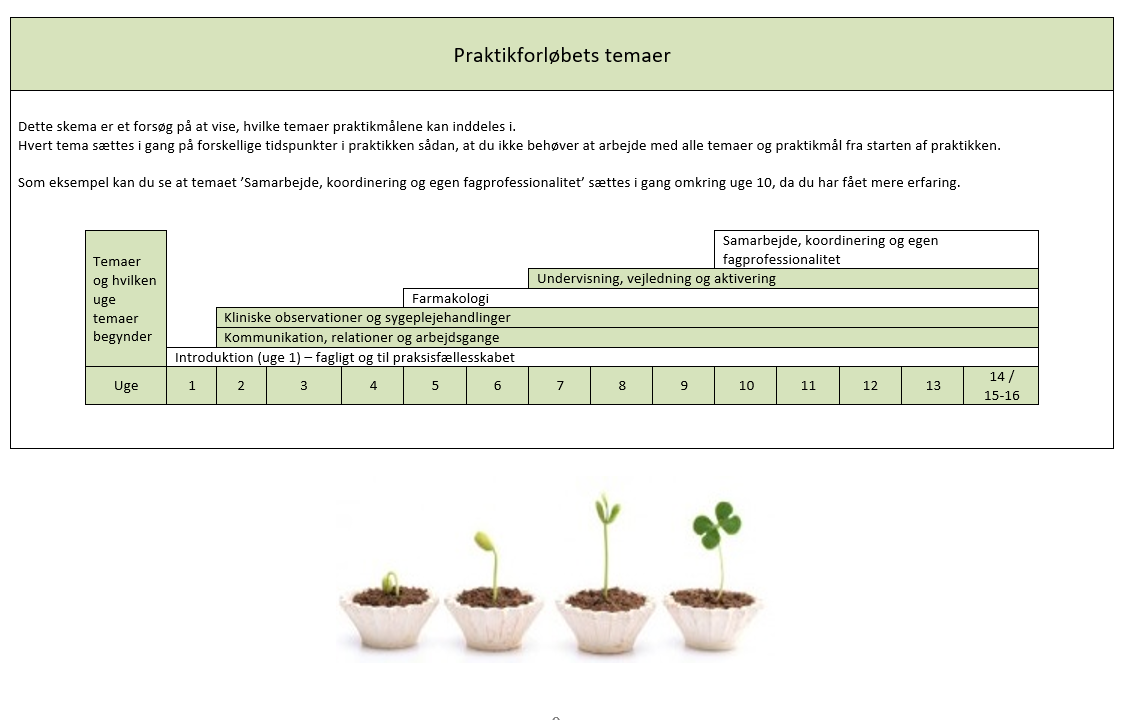 Praktikforløbets temaer
Dette skema er et forsøg på at vise, hvilke temaer praktikmålene kan inddeles i.
Hvert tema sættes i gang på forskellige tidspunkter i praktikken sådan, at du ikke behøver at arbejde med alle temaer og praktikmål fra starten af praktikken.
Som eksempel kan du se at temaet ’Samarbejde, koordinering og egen fagprofessionalitet’ sættes i gang omkring uge 10, da du har fået mere erfaring.
Temaer
og hvilken
uge
temaer
begynder
Samarbejde, koordinering og egen
fagprofessionalitet
Undervisning, vejledning og aktivering
Farmakologi
Kliniske observationer og sygeplejehandlinger
Kommunikation, relationer og arbejdsgange
Introduktion (uge 1) – fagligt og til praksisfællesskabet
Uge 1 2 3 4 5 6 7 8 9 10 11 12 13 14 /
15-16